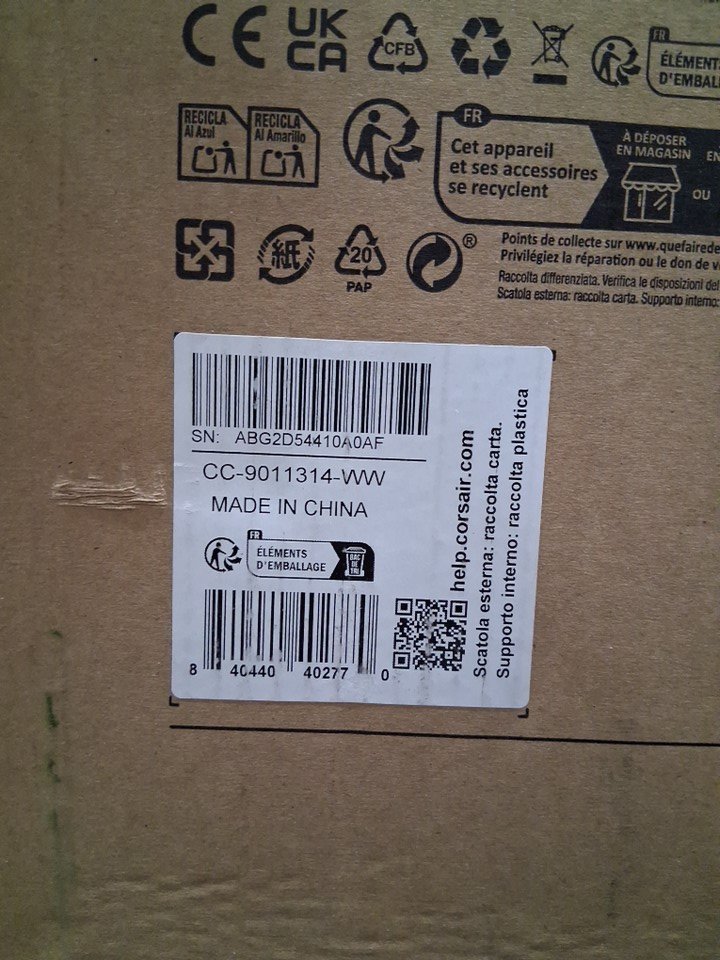 CE
UK
CA
CFB
FR
ÉLÉMENTS
D'EMBAL
RECICLA
Al Azul
RECICLA
Al Amarillo
FR
Cet appareil
et ses accessoires
se recyclent
À DÉPOSER
EN MAGASIN
OU
紙
20
PAP
®
Points de collecte sur www.quefairede
Privilégiez la réparation ou le don de v
Raccolta differenziata. Verifica le disposizioni del
Scatola esterna: raccolta carta. Supporto interno:
SN: ABG2D54410A0AF
CC-9011314-WW
MADE IN CHINA
FR
ÉLÉMENTS
D'EMBALLAGE
BAC
DE
TRI
8 40440 40277 0
help.corsair.com
Scatola esterna: raccolta carta.
Supporto interno: raccolta plastica